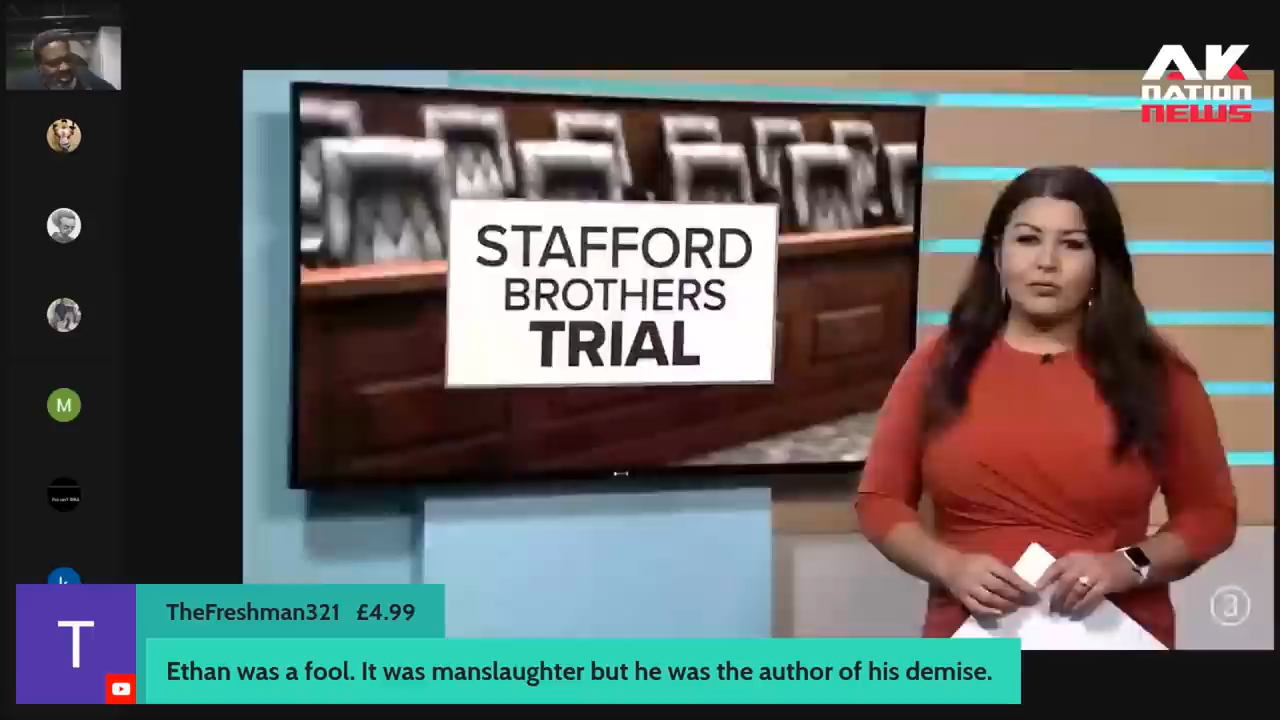 AK
NATION
NEWS
STAFFORD
BROTHERS
TRIAL
M
k
T
TheFreshman321 £4.99
Ethan was a fool. It was manslaughter but he was the author of his demise.
3